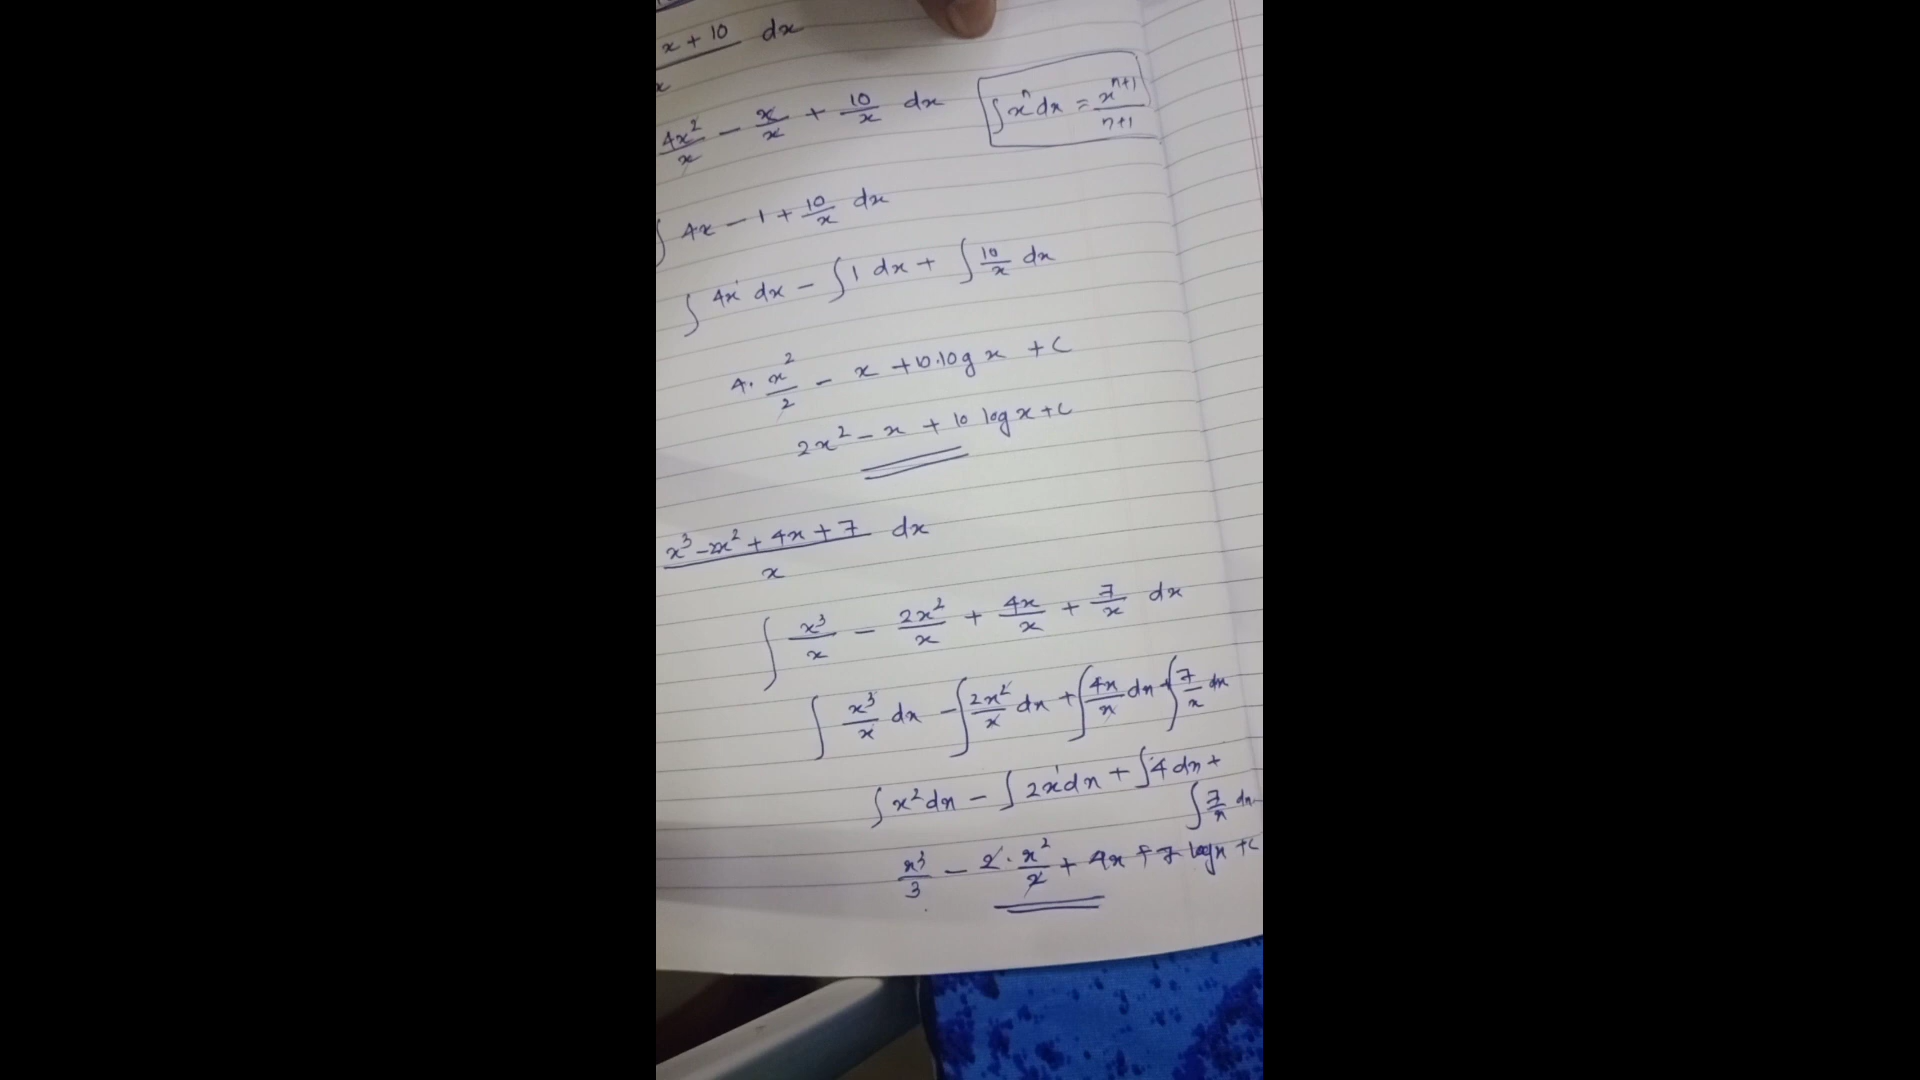 x + 10 / x dx
4x²/x − x/x + 10/x dx
∫xⁿ dx = xⁿ⁺¹/n+1
∫ 4x − 1 + 10/x dx
∫ 4x¹ dx − ∫ 1 dx + ∫ 10/x dx
4. x²/2 − x + 10.log x + C
2x² − x + 10 log x + C
x³ − 2x² + 4x + 7 / x dx
∫ x³/x − 2x²/x + 4x/x + 7/x dx
∫ x³/x dx − ∫ 2x²/x dx + ∫ 4x/x dx + ∫ 7/x dx
∫ x² dx − ∫ 2x¹ dx + ∫ 4 dx +
∫ 7/x dx
x³/3 − 2 · x²/2 + 4x + 7 log x + C